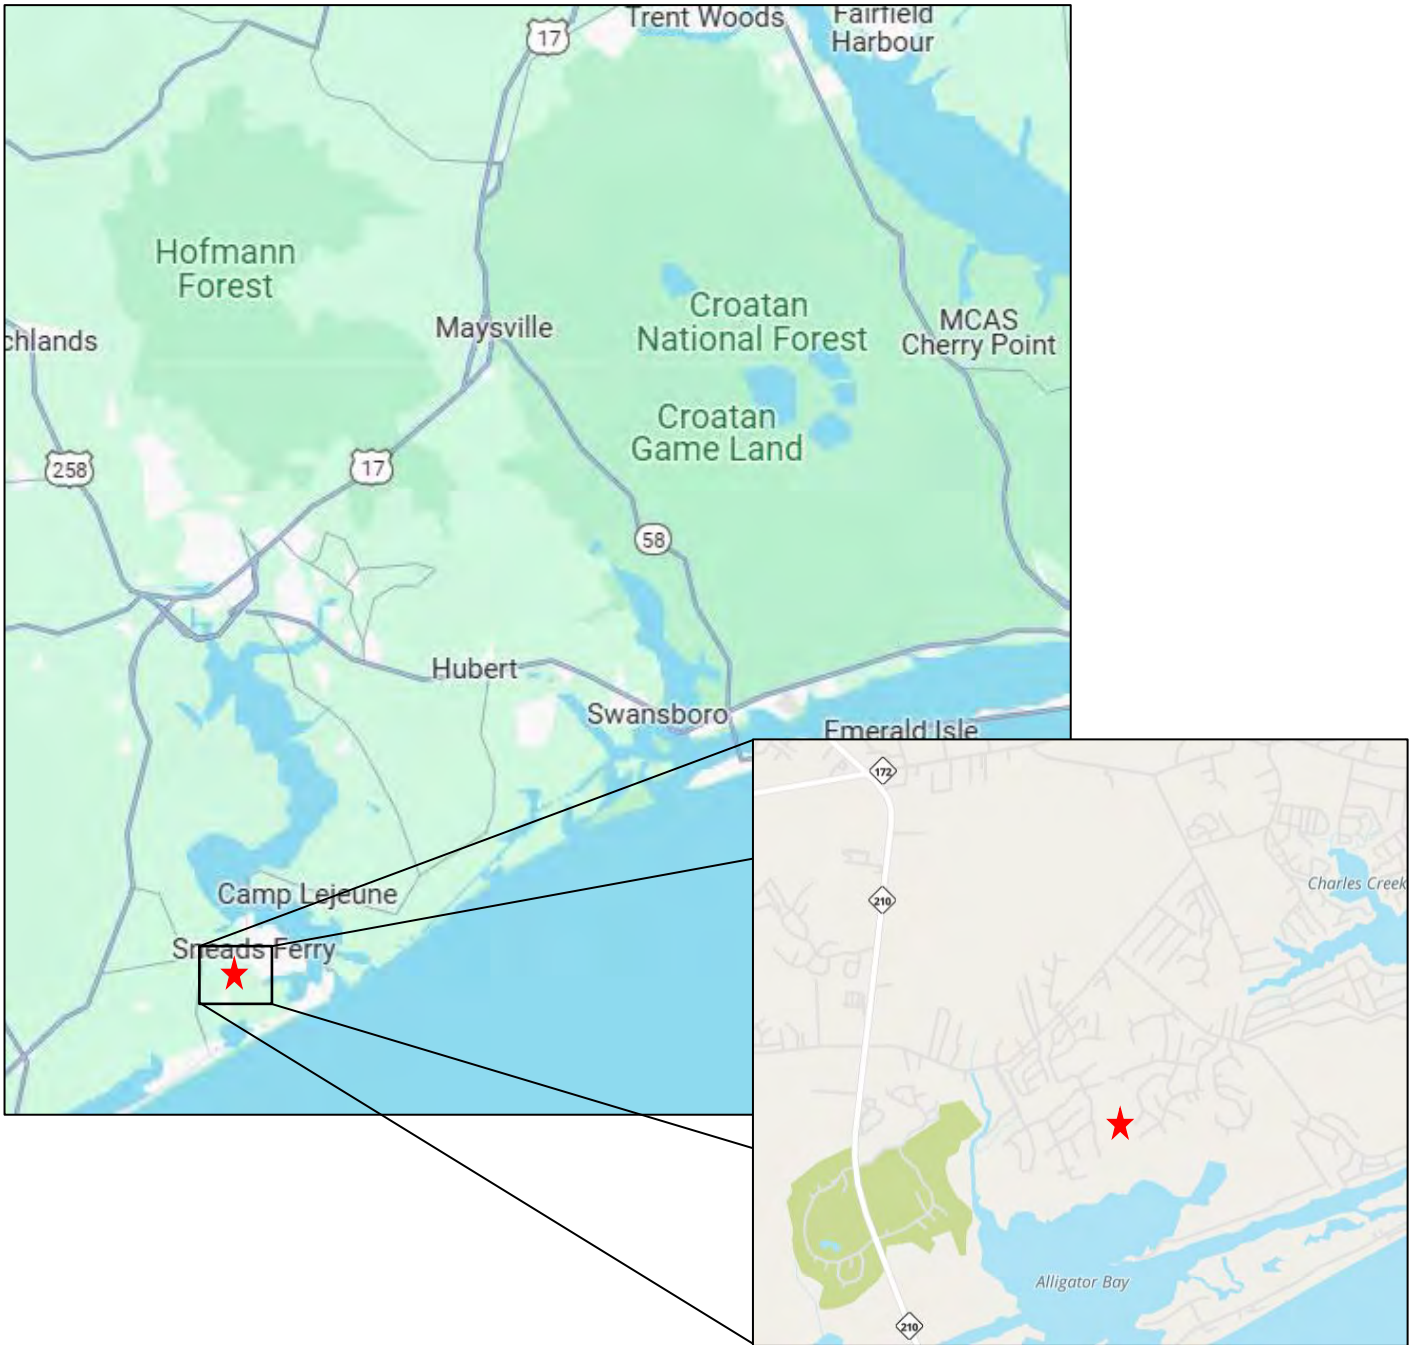 Trent Woods
Fairfield
Harbour
17
Hofmann
Forest
Croatan
National Forest
MCAS
Cherry Point
Maysville
chlands
Croatan
Game Land
258
17
58
Hubert
Swansboro
Emerald Isle
Camp Lejeune
Sneads Ferry
172
210
Charles Creek
Alligator Bay
210